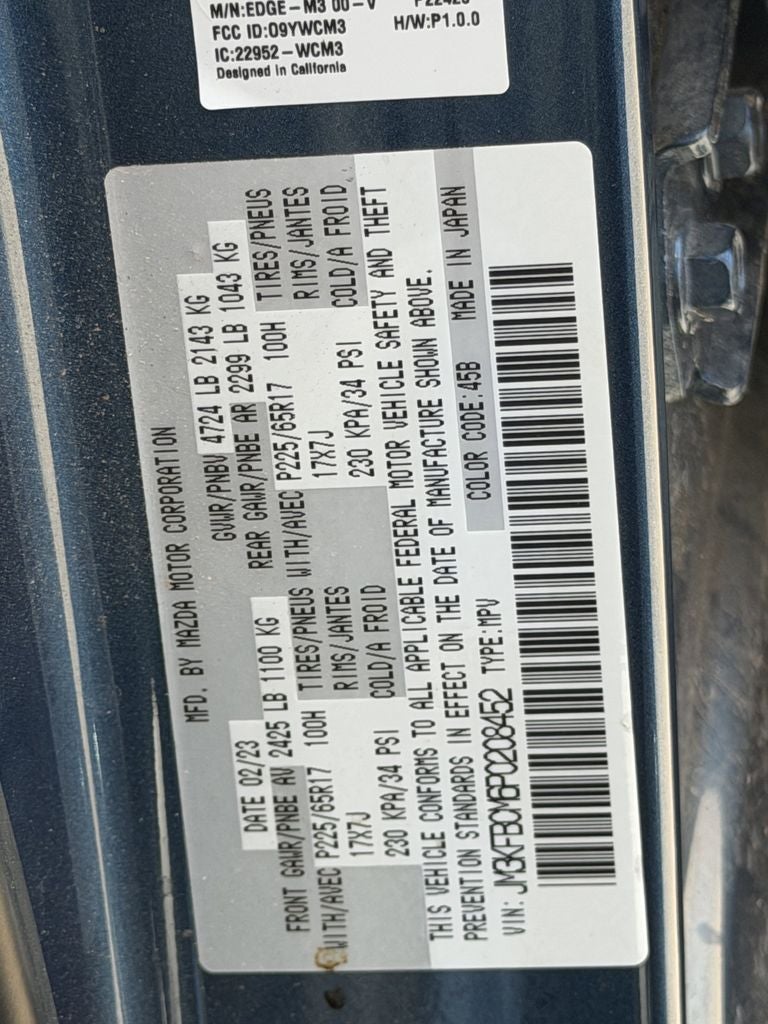 M/N:EDGE-M3 00-V
FCC ID:O9YWCM3
IC:22952-WCM3
Designed in California
H/W:P1.0.0
MFD. BY MAZDA MOTOR CORPORATION
DATE 02/23
GVWR/PNBV 4724 LB 2143 KG
FRONT GAWR/PNBE AV 2425 LB 1100 KG
REAR GAWR/PNBE AR 2299 LB 1043 KG
WITH/AVEC P225/65R17 100H
TIRES/PNEUS WITH/AVEC P225/65R17 100H
TIRES/PNEUS
17X7J
RIMS/JANTES
17X7J
RIMS/JANTES
230 KPA/34 PSI
COLD/A FROID
230 KPA/34 PSI
COLD/A FROID
THIS VEHICLE CONFORMS TO ALL APPLICABLE FEDERAL MOTOR VEHICLE SAFETY AND THEFT
PREVENTION STANDARDS IN EFFECT ON THE DATE OF MANUFACTURE SHOWN ABOVE.
COLOR CODE:45B MADE IN JAPAN
VIN: JM3KFBCM6P0208452 TYPE:MPV